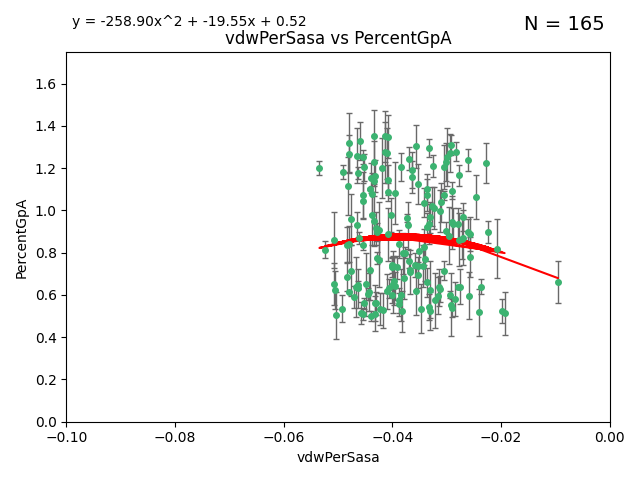 y = -258.90x^2 + -19.55x + 0.52
N = 165
vdwPerSasa vs PercentGpA
PercentGpA
1.6
1.4
1.2
1.0
0.8
0.6
0.4
0.2
0.0
−0.10 −0.08 −0.06 −0.04 −0.02 0.00
vdwPerSasa